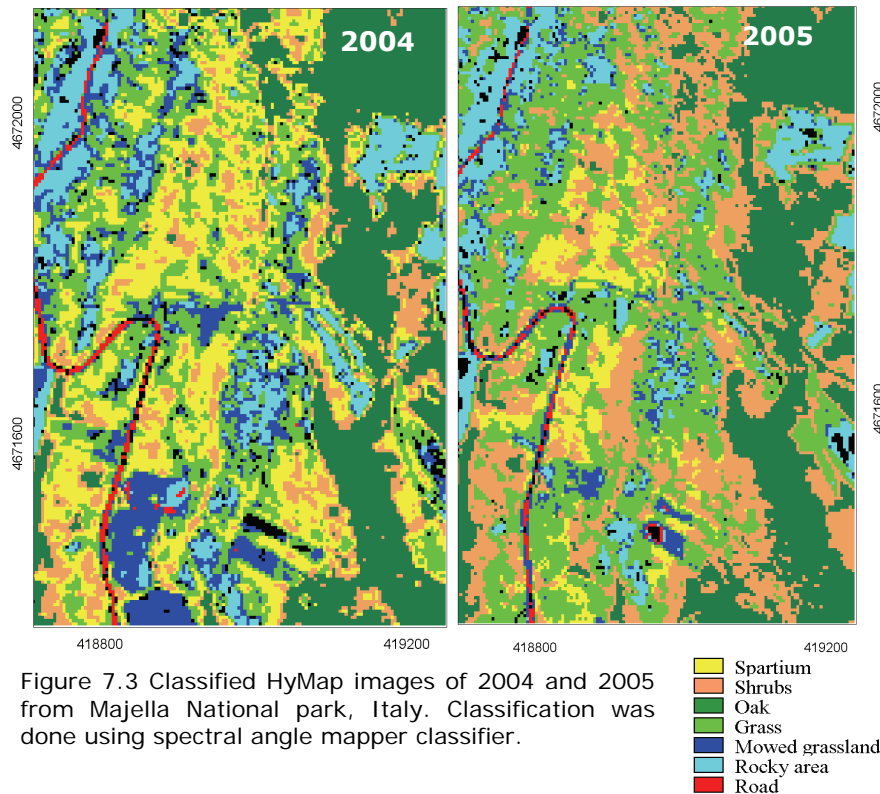 2004
2005
4672000
4672000
4671600
4671600
418800
419200
418800
419200
Figure 7.3 Classified HyMap images of 2004 and 2005
from Majella National park, Italy. Classification was
done using spectral angle mapper classifier.
Spartium
Shrubs
Oak
Grass
Mowed grassland
Rocky area
Road